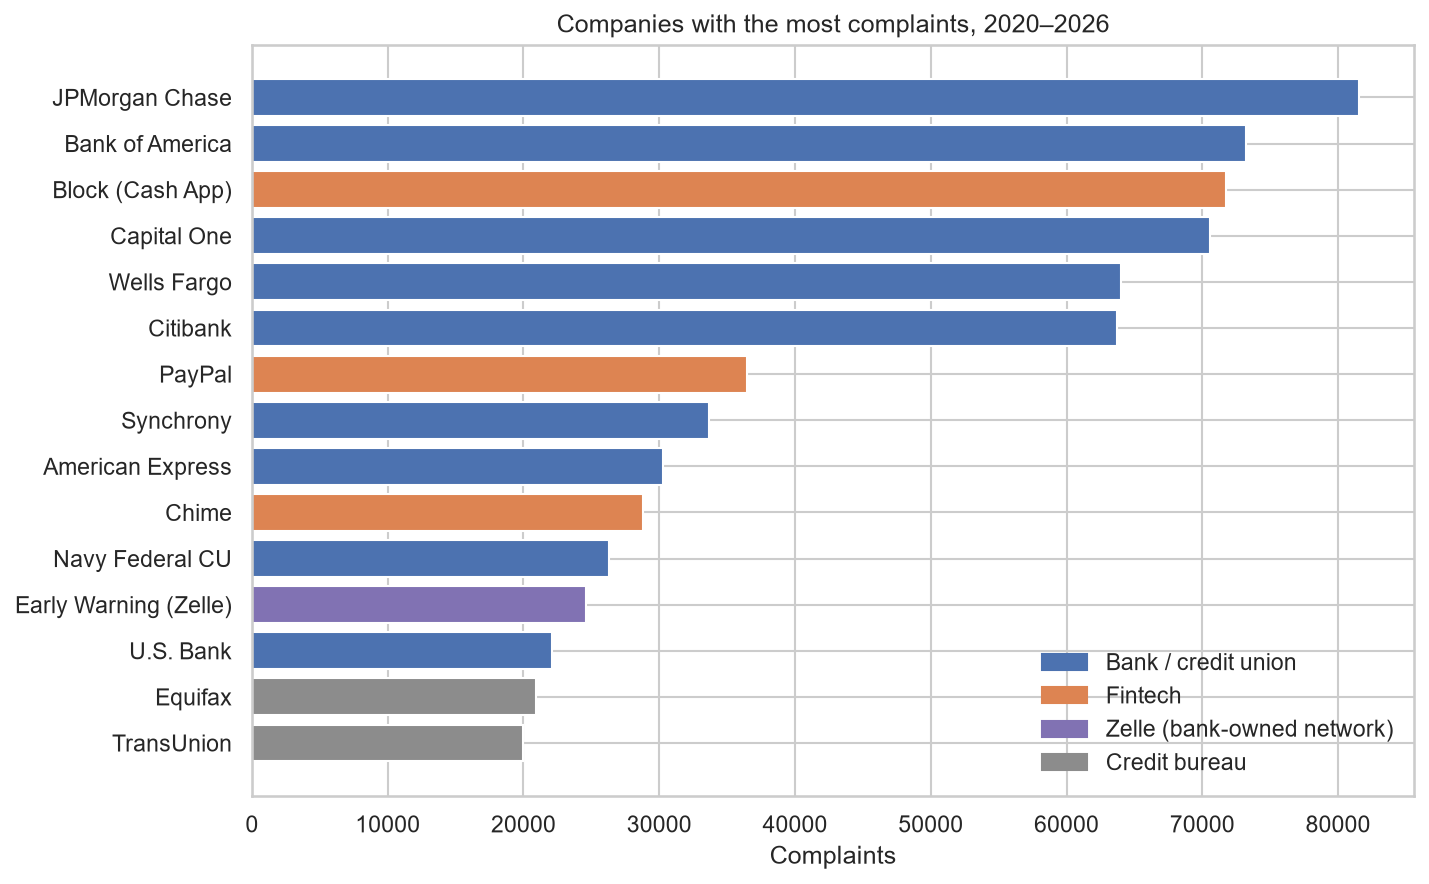 Companies with the most complaints, 2020–2026
JPMorgan Chase
Bank of America
Block (Cash App)
Capital One
Wells Fargo
Citibank
PayPal
Synchrony
American Express
Chime
Navy Federal CU
Early Warning (Zelle)
U.S. Bank
Equifax
TransUnion
Bank / credit union
Fintech
Zelle (bank-owned network)
Credit bureau
0 10000 20000 30000 40000 50000 60000 70000 80000
Complaints